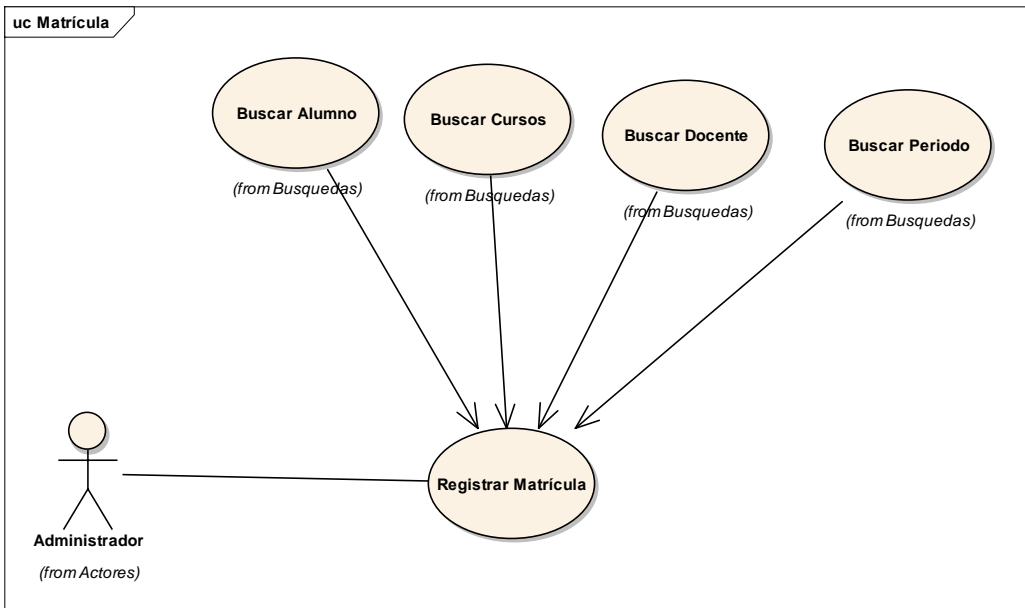 uc Matrícula
Buscar Alumno
(from Busquedas)
Buscar Cursos
(from Busquedas)
Buscar Docente
(from Busquedas)
Buscar Periodo
(from Busquedas)
Registrar Matrícula
Administrador
(from Actores)